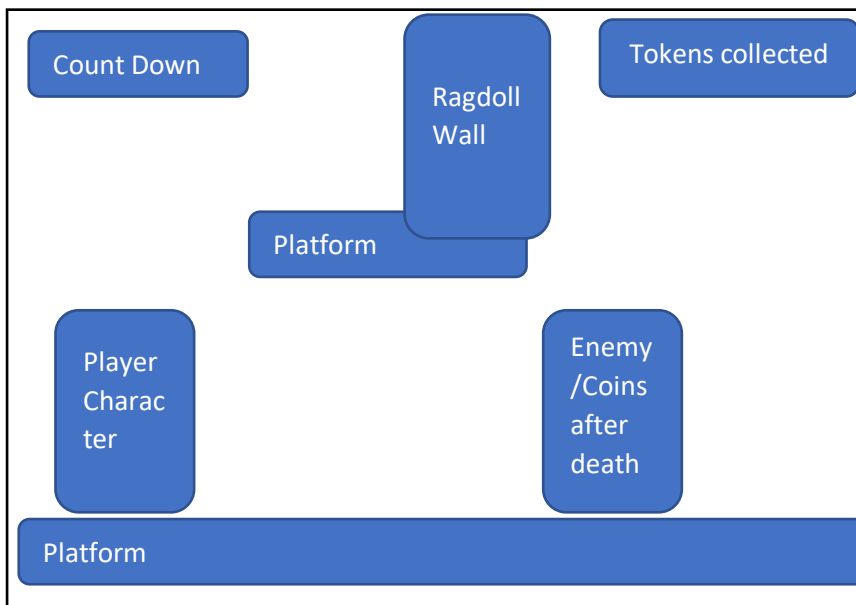 Count Down
Ragdoll
Wall
Tokens collected
Platform
Player
Charac
ter
Enemy
/Coins
after
death
Platform